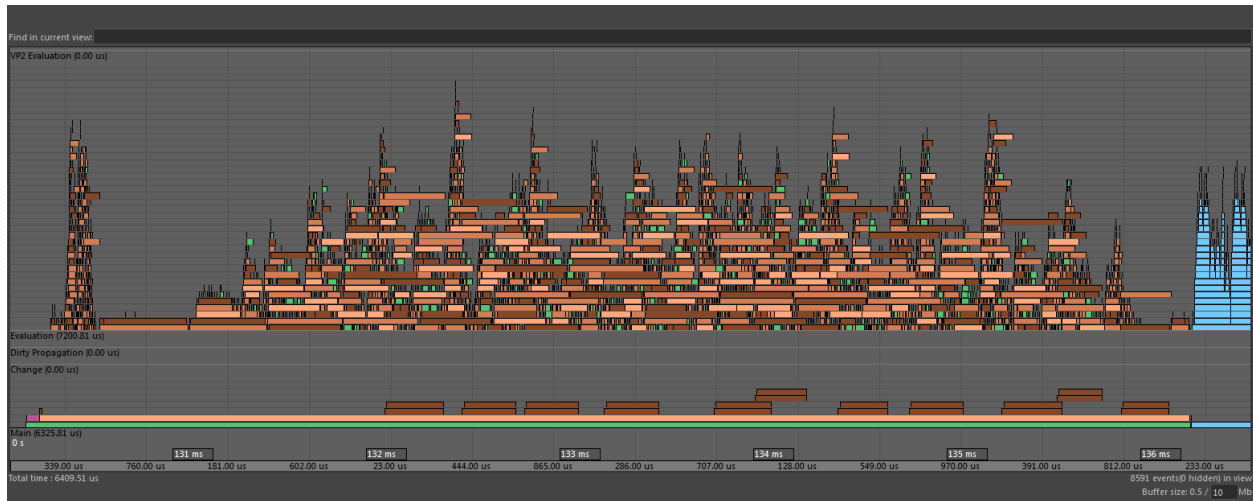 Find in current view:
VP2 Evaluation (0.00 us)
Evaluation (7200.81 us)
Dirty Propagation (0.00 us)
Change (0.00 us)
Main (6325.81 us)
0 s
131 ms 132 ms 133 ms 134 ms 135 ms 136 ms
339.00 us 760.00 us 181.00 us 602.00 us 23.00 us 444.00 us 865.00 us 286.00 us 707.00 us 128.00 us 549.00 us 970.00 us 391.00 us 812.00 us 233.00 us
Total time : 6409.51 us 8591 events(0 hidden) in view
Buffer size: 0.5 / 10 Mb